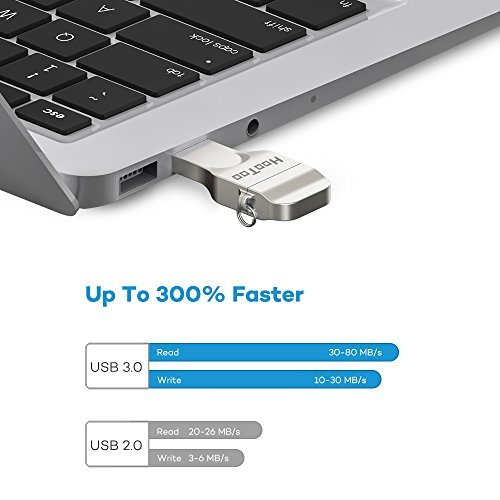 shift
caps lock
tab
esc
HooToo
Up To 300% Faster
USB 3.0
Read 30-80 MB/s
Write 10-30 MB/s
USB 2.0
Read 20-26 MB/s
Write 3-6 MB/s